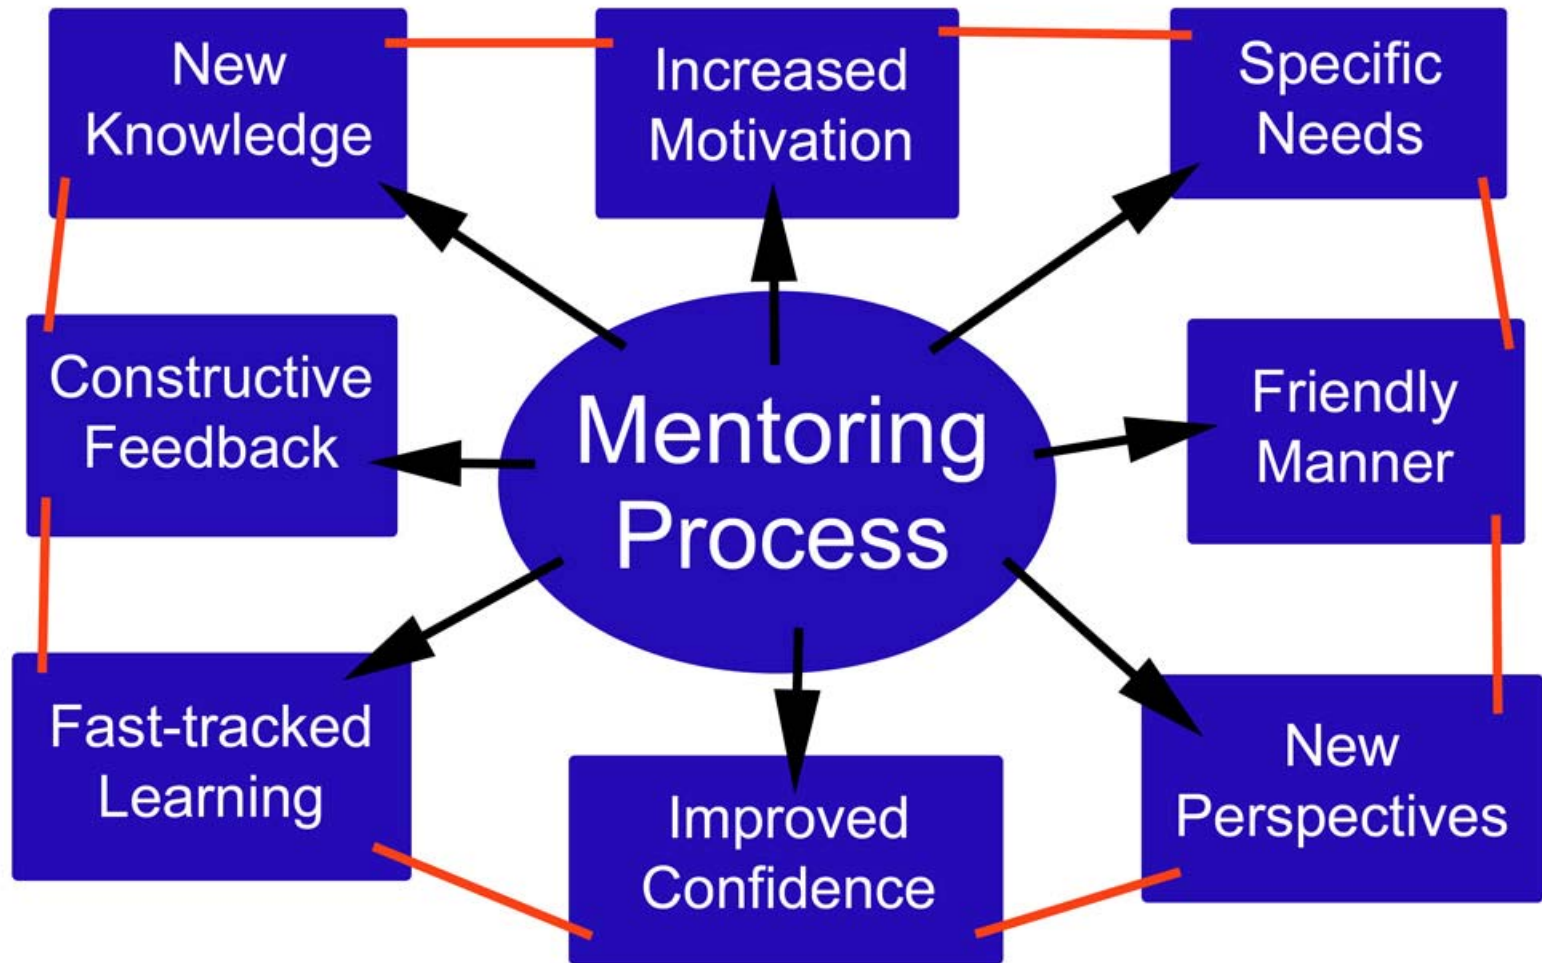 New
Knowledge
Increased
Motivation
Specific
Needs
Constructive
Feedback
Mentoring
Process
Friendly
Manner
Fast-tracked
Learning
Improved
Confidence
New
Perspectives